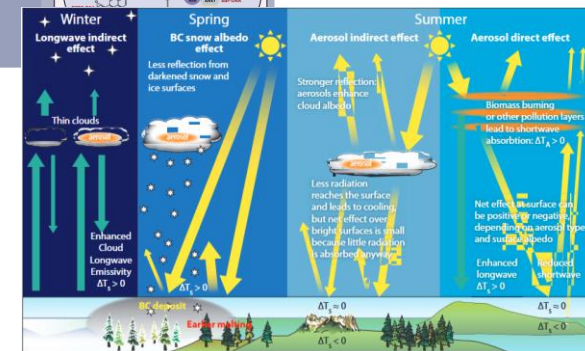 Winter
Longwave indirect
effect
Thin clouds
aerosol
Enhanced
Cloud
Longwave
Emissivity
ΔTs > 0
Spring
BC snow albedo
effect
Less reflection from
darkened snow and
ice surfaces
aerosol
ΔTs > 0
BC deposit
Earlier melting
Summer
Aerosol indirect effect
Stronger reflection:
aerosols enhance
cloud albedo
aerosol
Less radiation
reaches the surface
and leads to cooling,
but net effect over
bright surfaces is small
because little radiation
is absorbed anyway
ΔTs ≈ 0
ΔTs < 0
ΔTs < 0
Aerosol direct effect
Biomass burning
or other pollution layers
lead to shortwave
absorbtion: ΔTA > 0
Net effect at surface can
be positive or negative,
depending on aerosol type
and surface albedo
Enhanced
longwave
ΔTs > 0
Reduced
shortwave
ΔTs ≈ 0
ΔTs < 0